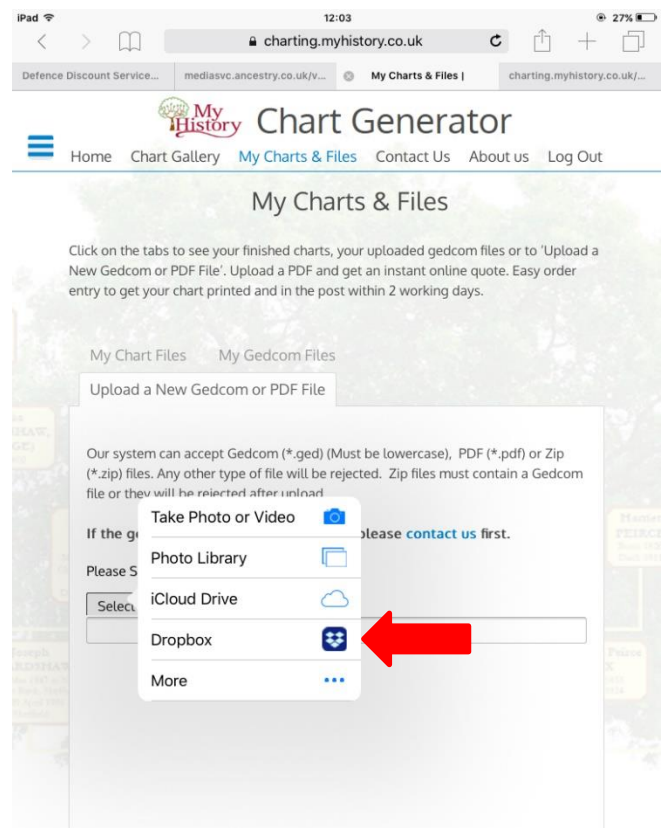 iPad 12:03 27%
charting.myhistory.co.uk
Defence Discount Service... mediasvc.ancestry.co.uk/v... My Charts & Files | charting.myhistory.co.uk/...
My History Chart Generator
Home Chart Gallery My Charts & Files Contact Us About us Log Out
My Charts & Files
Click on the tabs to see your finished charts, your uploaded gedcom files or to 'Upload a
New Gedcom or PDF File'. Upload a PDF and get an instant online quote. Easy order
entry to get your chart printed and in the post within 2 working days.
My Chart Files My Gedcom Files
Upload a New Gedcom or PDF File
Our system can accept Gedcom (*.ged) (Must be lowercase), PDF (*.pdf) or Zip
(*.zip) files. Any other type of file will be rejected. Zip files must contain a Gedcom
file or they will be rejected after upload
If the ge please contact us first.
Please S
Select
Take Photo or Video
Photo Library
iCloud Drive
Dropbox
More